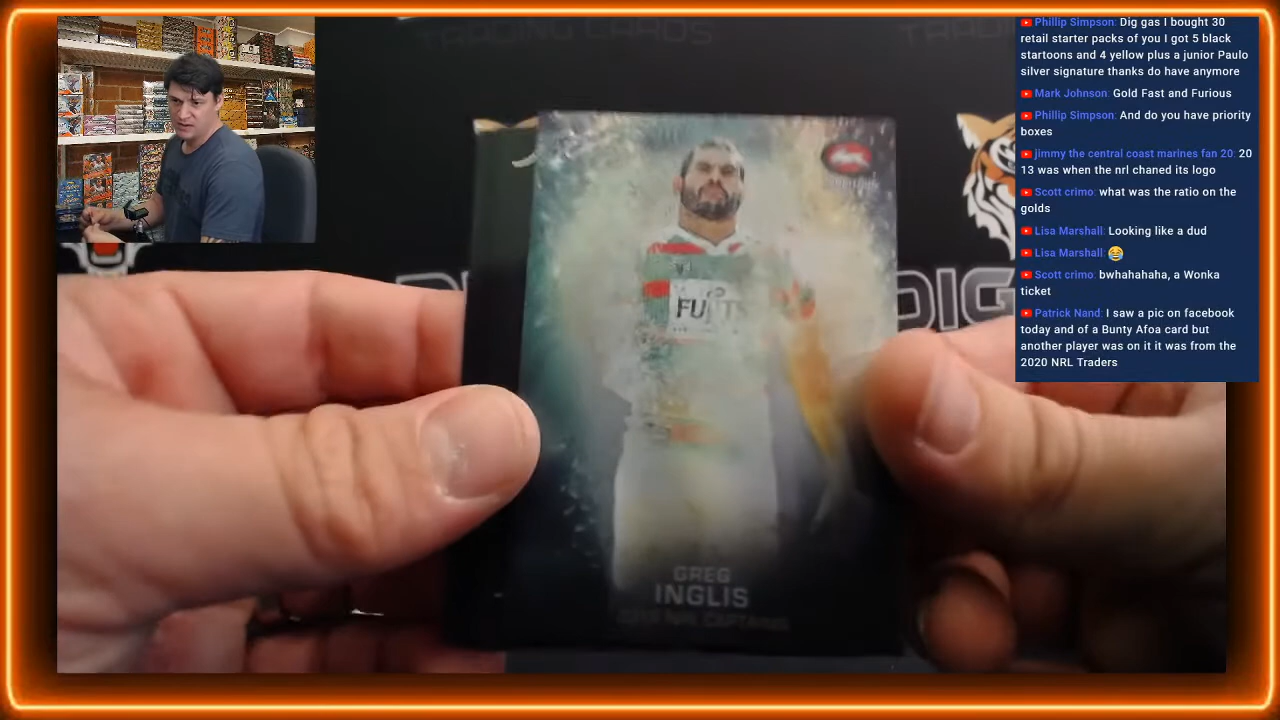 TRADING CARDS
Phillip Simpson: Dig gas I bought 30
retail starter packs of you I got 5 black
startoons and 4 yellow plus a junior Paulo
silver signature thanks do have anymore
Mark Johnson: Gold Fast and Furious
Phillip Simpson: And do you have priority
boxes
jimmy the central coast marines fan 20: 20
13 was when the nrl chaned its logo
Scott crimo: what was the ratio on the
golds
Lisa Marshall: Looking like a dud
Lisa Marshall: 😂
Scott crimo: bwhahahaha, a Wonka
ticket
Patrick Nand: I saw a pic on facebook
today and of a Bunty Afoa card but
another player was on it it was from the
2020 NRL Traders
DIG
GREG
INGLIS